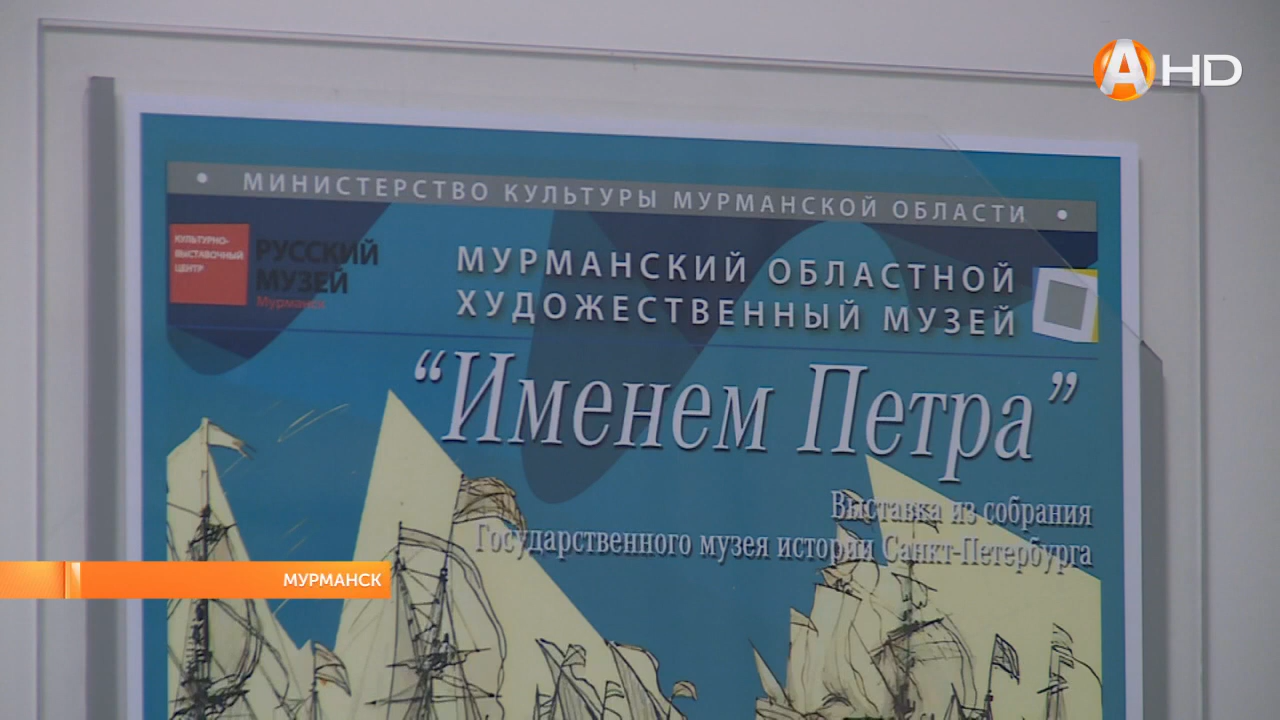 А HD
• МИНИСТЕРСТВО КУЛЬТУРЫ МУРМАНСКОЙ ОБЛАСТИ •
КУЛЬТУРНО-
ВЫСТАВОЧНЫЙ
ЦЕНТР
РУССКИЙ
МУЗЕЙ
Мурманск
МУРМАНСКИЙ ОБЛАСТНОЙ
ХУДОЖЕСТВЕННЫЙ МУЗЕЙ
“Именем Петра”
Выставка из собрания
Государственного музея истории Санкт-Петербурга
МУРМАНСК